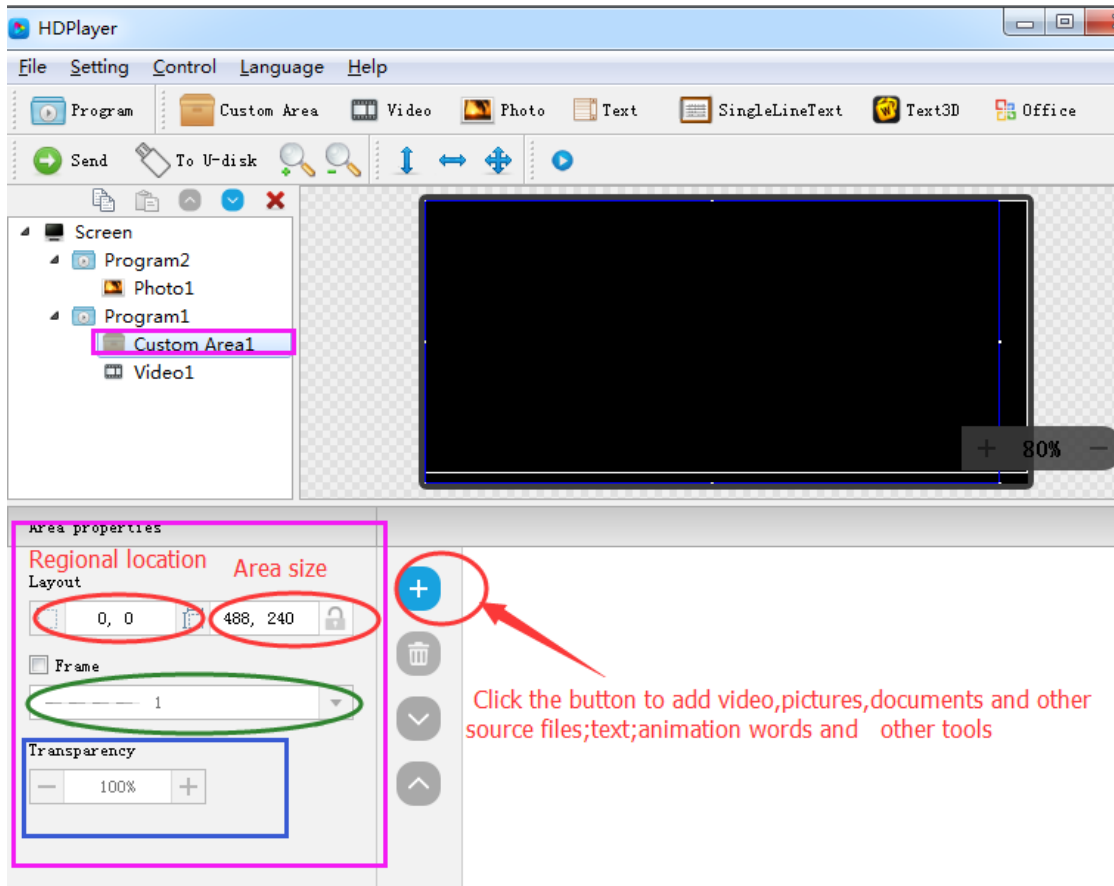 HDPlayer
File Setting Control Language Help
Program Custom Area Video Photo Text SingleLineText Text3D Office
Send To U-disk
Screen
Program2
Photo1
Program1
Custom Area1
Video1
+ 80% −
Area properties
Regional location Area size
Layout
0, 0 488, 240
Frame
1
Transparency
− 100% +
Click the button to add video,pictures,documents and other
source files;text;animation words and other tools